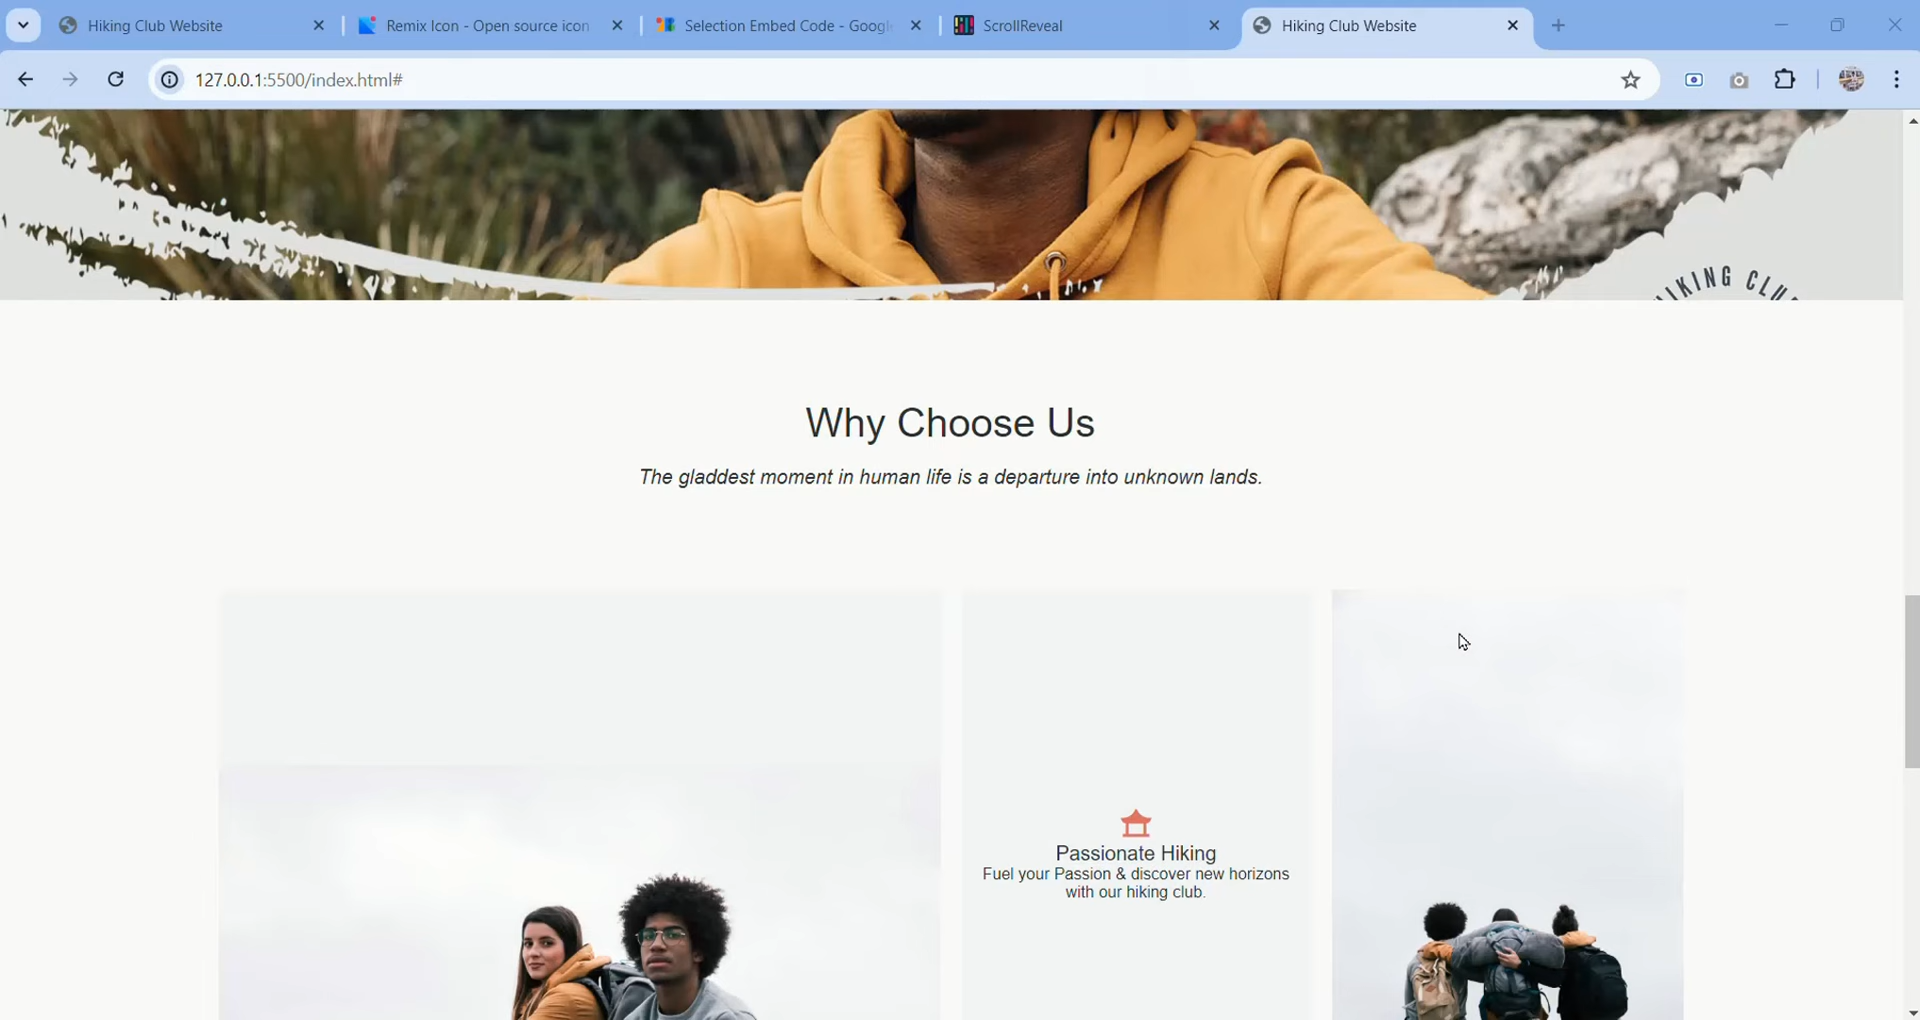 Hiking Club Website
Remix Icon - Open source icon
Selection Embed Code - Googl
ScrollReveal
Hiking Club Website
127.0.0.1:5500/index.html#
HIKING CLU
Why Choose Us
The gladdest moment in human life is a departure into unknown lands.
Passionate Hiking
Fuel your Passion & discover new horizons
with our hiking club.